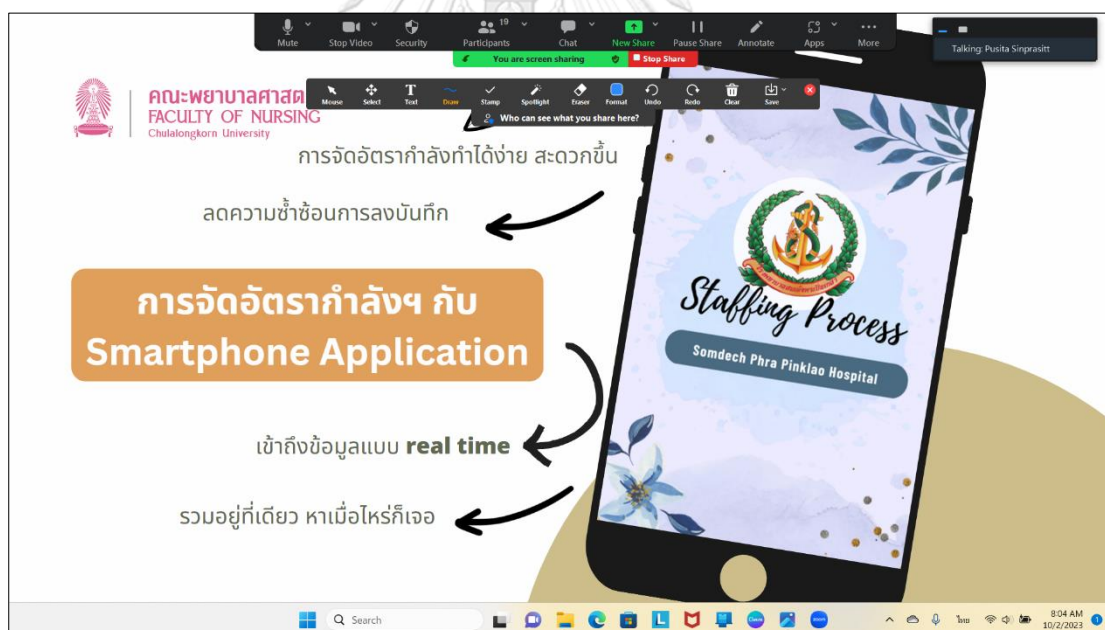 Mute
Stop Video
Security
Participants
19
Chat
New Share
Pause Share
Annotate
Apps
More
Talking: Pusita Sinprasitt
You are screen sharing
Stop Share
Mouse
Select
Text
Draw
Stamp
Spotlight
Eraser
Format
Undo
Redo
Clear
Save
Who can see what you share here?
คณะพยาบาลศาสต
FACULTY OF NURSING
Chulalongkorn University
การจัดอัตรากำลังทำได้ง่าย สะดวกขึ้น
ลดความซ้ำซ้อนการลงบันทึก
การจัดอัตรากำลังฯ กับ
Smartphone Application
เข้าถึงข้อมูลแบบ real time
รวมอยู่ที่เดียว หาเมื่อไหร่ก็เจอ
Staffing Process
Somdech Phra Pinklao Hospital
Search
ไทย
8:04 AM
10/2/2023
1